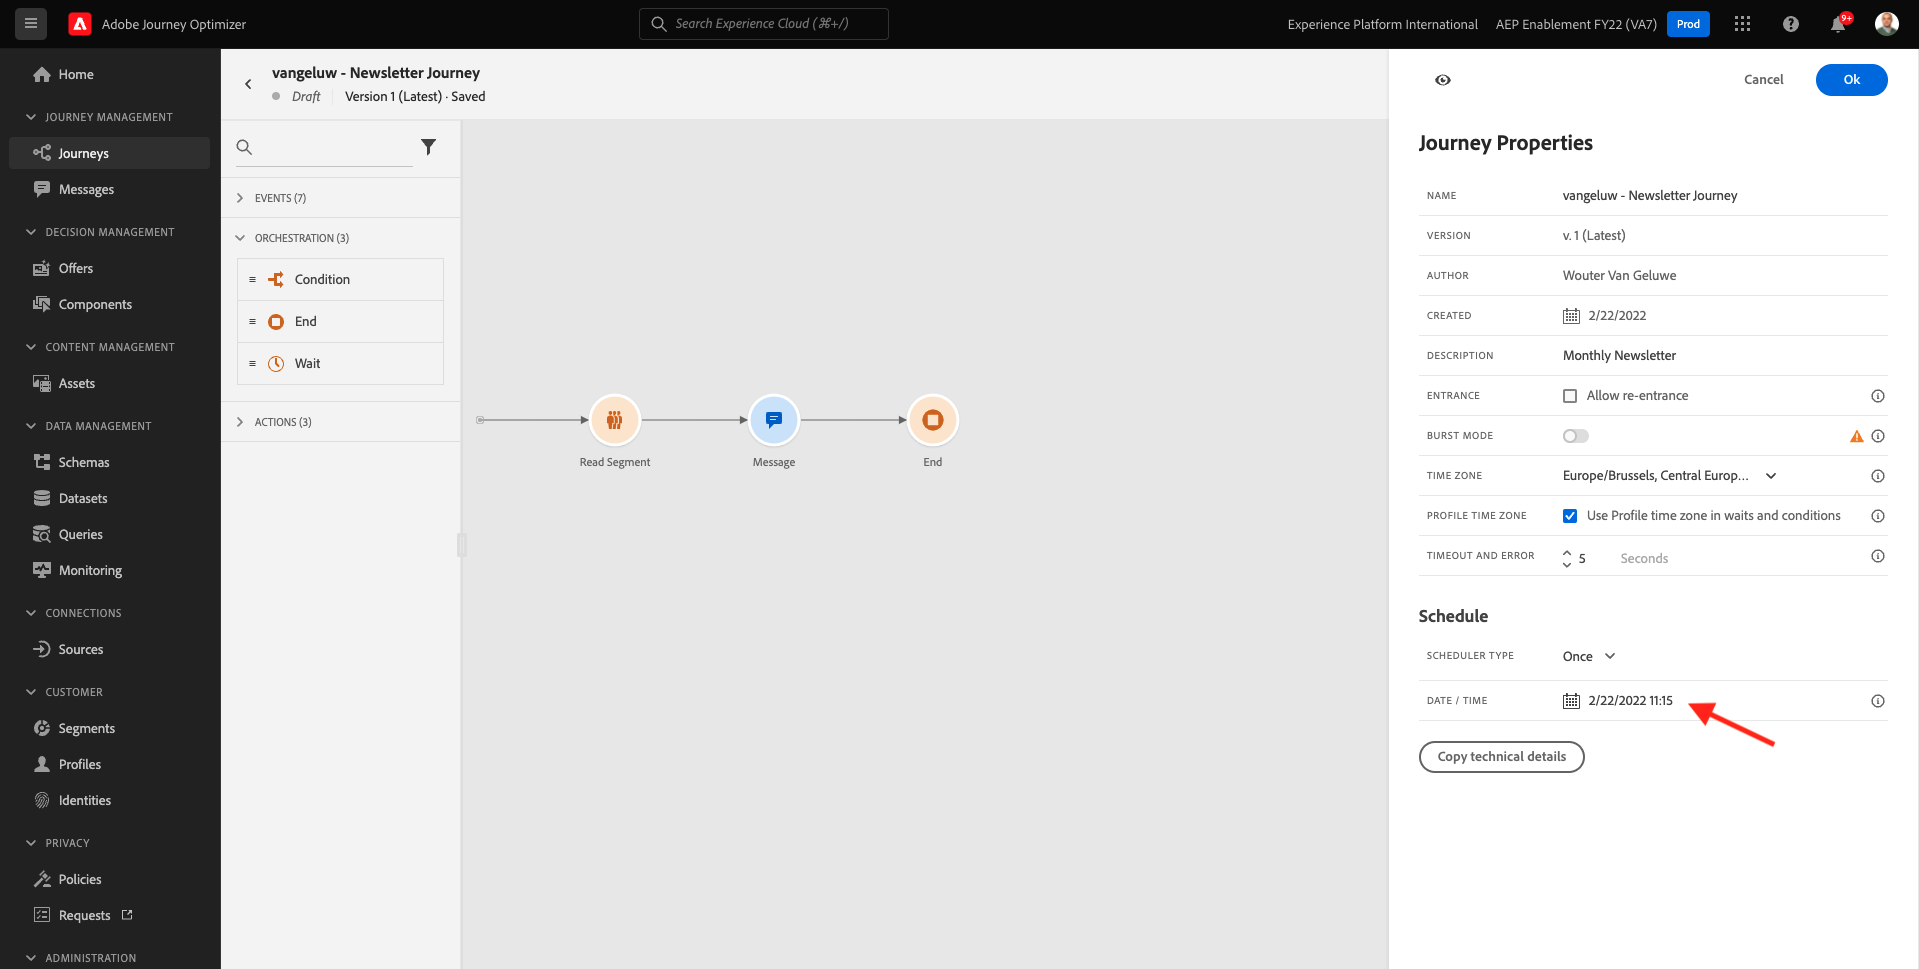 Adobe Journey Optimizer
Search Experience Cloud (⌘+/)
Experience Platform International
AEP Enablement FY22 (VA7)
Prod
9+
Home
JOURNEY MANAGEMENT
Journeys
Messages
DECISION MANAGEMENT
Offers
Components
CONTENT MANAGEMENT
Assets
DATA MANAGEMENT
Schemas
Datasets
Queries
Monitoring
CONNECTIONS
Sources
CUSTOMER
Segments
Profiles
Identities
PRIVACY
Policies
Requests
ADMINISTRATION
vangeluw - Newsletter Journey
Draft
Version 1 (Latest) · Saved
EVENTS (7)
ORCHESTRATION (3)
Condition
End
Wait
ACTIONS (3)
Read Segment
Message
End
Cancel
Ok
Journey Properties
NAME vangeluw - Newsletter Journey
VERSION v. 1 (Latest)
AUTHOR Wouter Van Geluwe
CREATED 2/22/2022
DESCRIPTION Monthly Newsletter
ENTRANCE Allow re-entrance
BURST MODE
TIME ZONE Europe/Brussels, Central Europ...
PROFILE TIME ZONE Use Profile time zone in waits and conditions
TIMEOUT AND ERROR 5 Seconds
Schedule
SCHEDULER TYPE Once
DATE / TIME 2/22/2022 11:15
Copy technical details